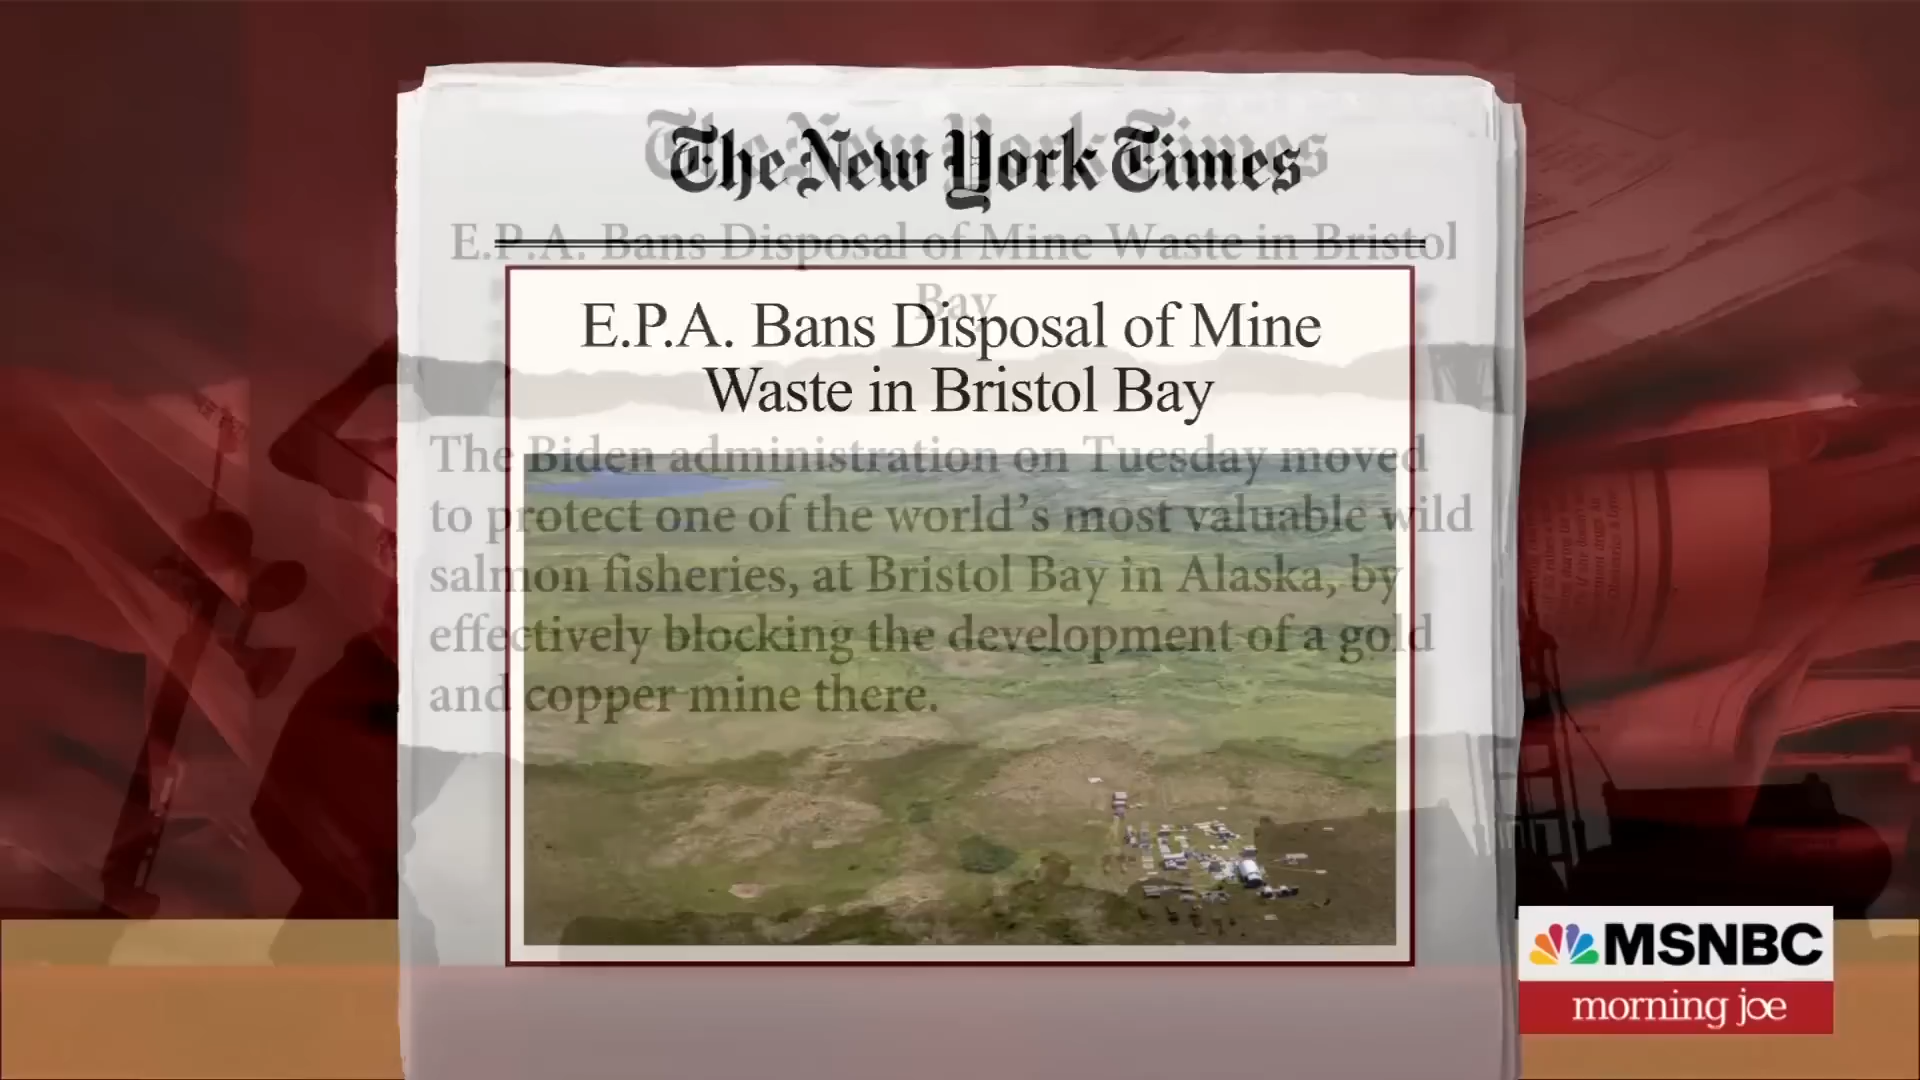 The New York Times
E.P.A. Bans Disposal of Mine Waste in Bristol
Bay
E.P.A. Bans Disposal of Mine
Waste in Bristol Bay
The Biden administration on Tuesday moved
to protect one of the world's most valuable wild
salmon fisheries, at Bristol Bay in Alaska, by
effectively blocking the development of a gold
and copper mine there.
MSNBC
morning joe